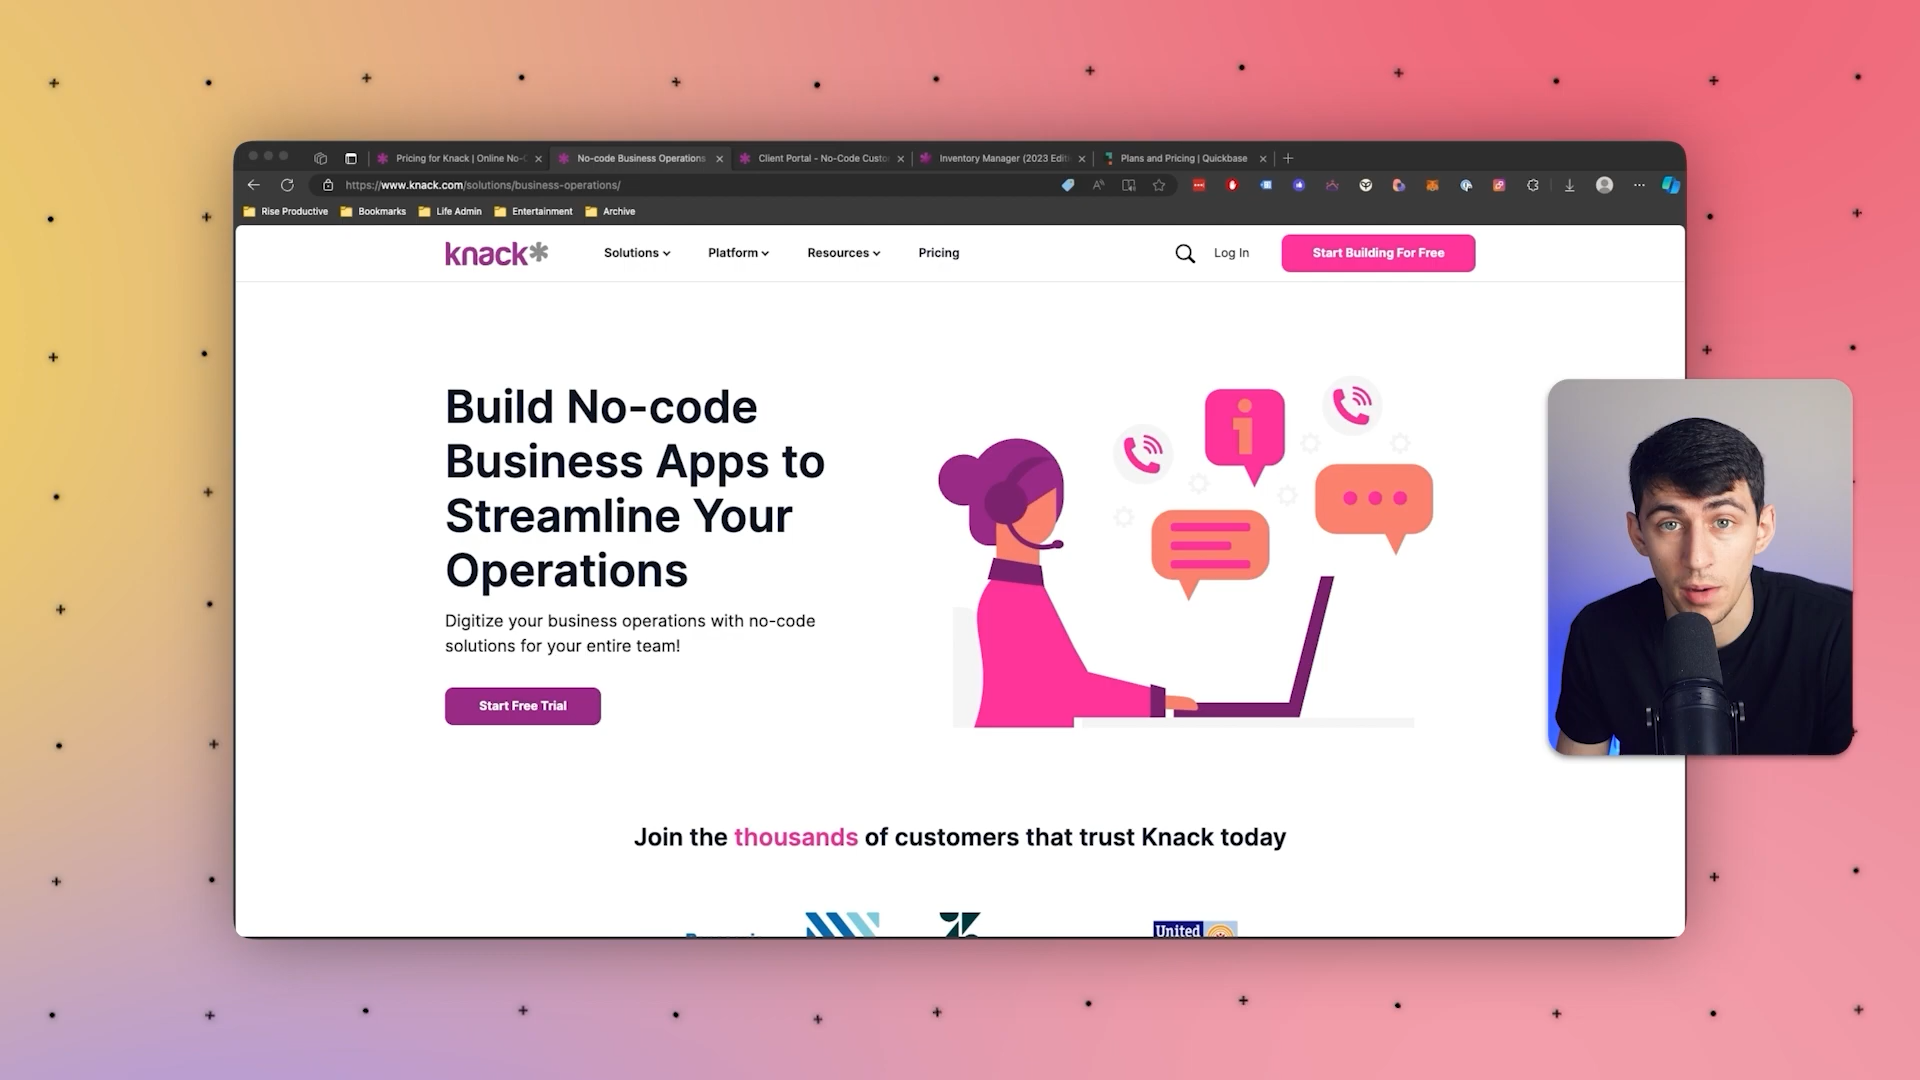 Pricing for Knack | Online No-C
No-code Business Operations
Client Portal - No-Code Custo
Inventory Manager (2023 Editi
Plans and Pricing | Quickbase
https://www.knack.com/solutions/business-operations/
Rise Productive
Bookmarks
Life Admin
Entertainment
Archive
knack*
Solutions
Platform
Resources
Pricing
Log In
Start Building For Free
Build No-code
Business Apps to
Streamline Your
Operations
Digitize your business operations with no-code
solutions for your entire team!
Start Free Trial
Join the thousands of customers that trust Knack today
United